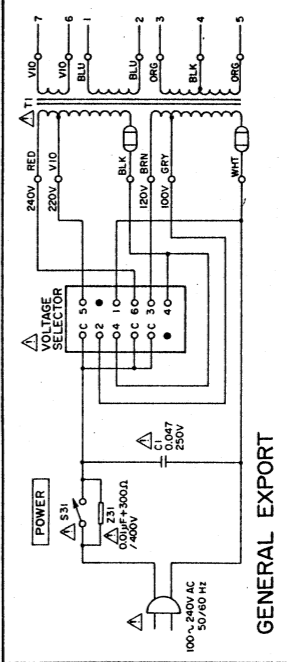 GENERAL EXPORT
100~240V AC
50/60 Hz
POWER
S31
Z31
0.01µF+300Ω
/400V
C1
0.047
250V
VOLTAGE
SELECTOR
C 5
2
4 1
C 6
C 3
4
T1
240V RED
220V VIO
BLK
120V BRN
100V GRY
WHT
VIO 7
VIO 6
BLU 1
BLU 2
ORG 3
BLK 4
ORG 5